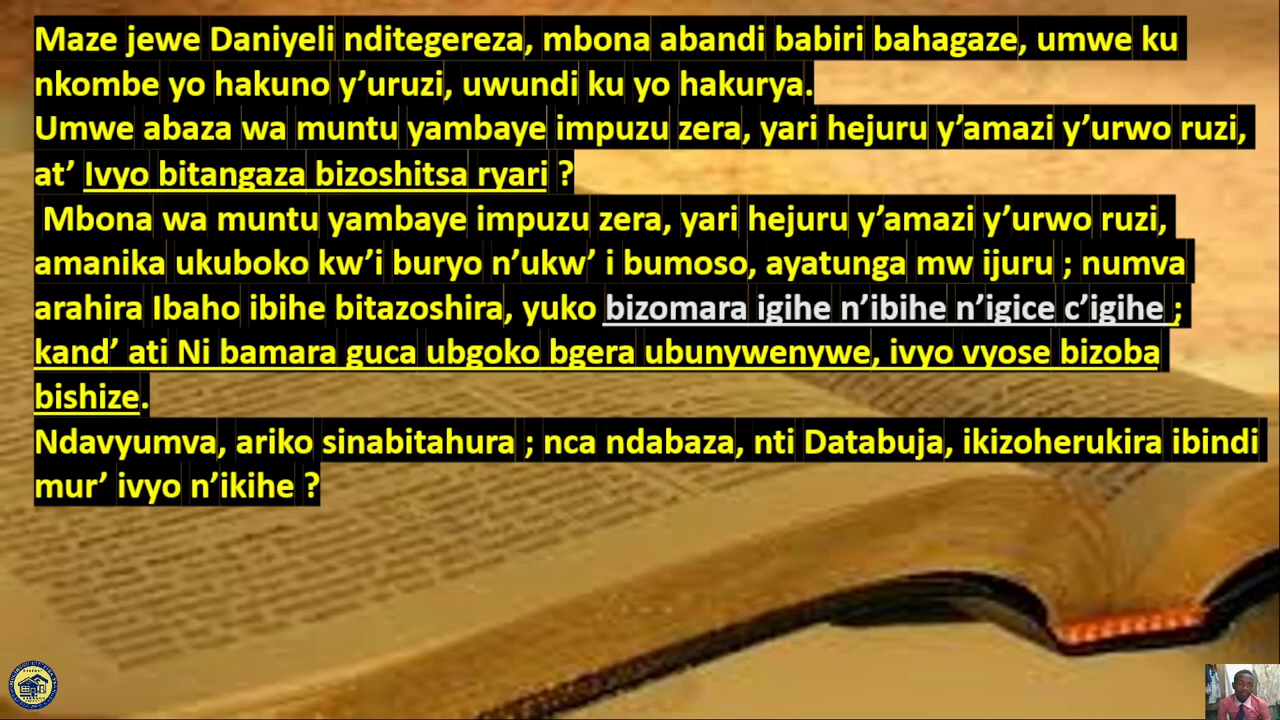 Maze jewe Daniyeli nditegereza, mbona abandi babiri bahagaze, umwe ku
nkombe yo hakuno y’uruzi, uwundi ku yo hakurya.
Umwe abaza wa muntu yambaye impuzu zera, yari hejuru y’amazi y’urwo ruzi,
at’ Ivyo bitangaza bizoshitsa ryari ?
Mbona wa muntu yambaye impuzu zera, yari hejuru y’amazi y’urwo ruzi,
amanika ukuboko kw’i buryo n’ukw’ i bumoso, ayatunga mw ijuru ; numva
arahira Ibaho ibihe bitazoshira, yuko bizomara igihe n’ibihe n’igice c’igihe ;
kand’ ati Ni bamara guca ubgoko bgera ubunywenywe, ivyo vyose bizoba
bishize.
Ndavyumva, ariko sinabitahura ; nca ndabaza, nti Databuja, ikizoherukira ibindi
mur’ ivyo n’ikihe ?